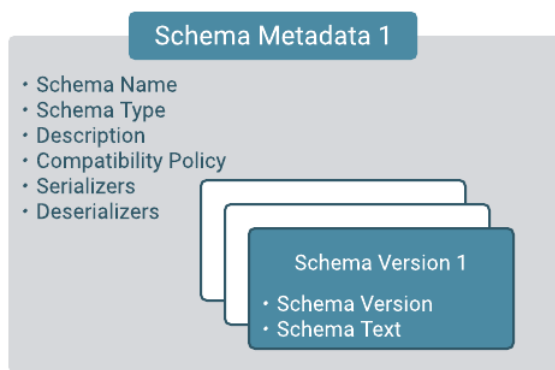 Schema Metadata 1
• Schema Name
• Schema Type
• Description
• Compatibility Policy
• Serializers
• Deserializers
Schema Version 1
• Schema Version
• Schema Text